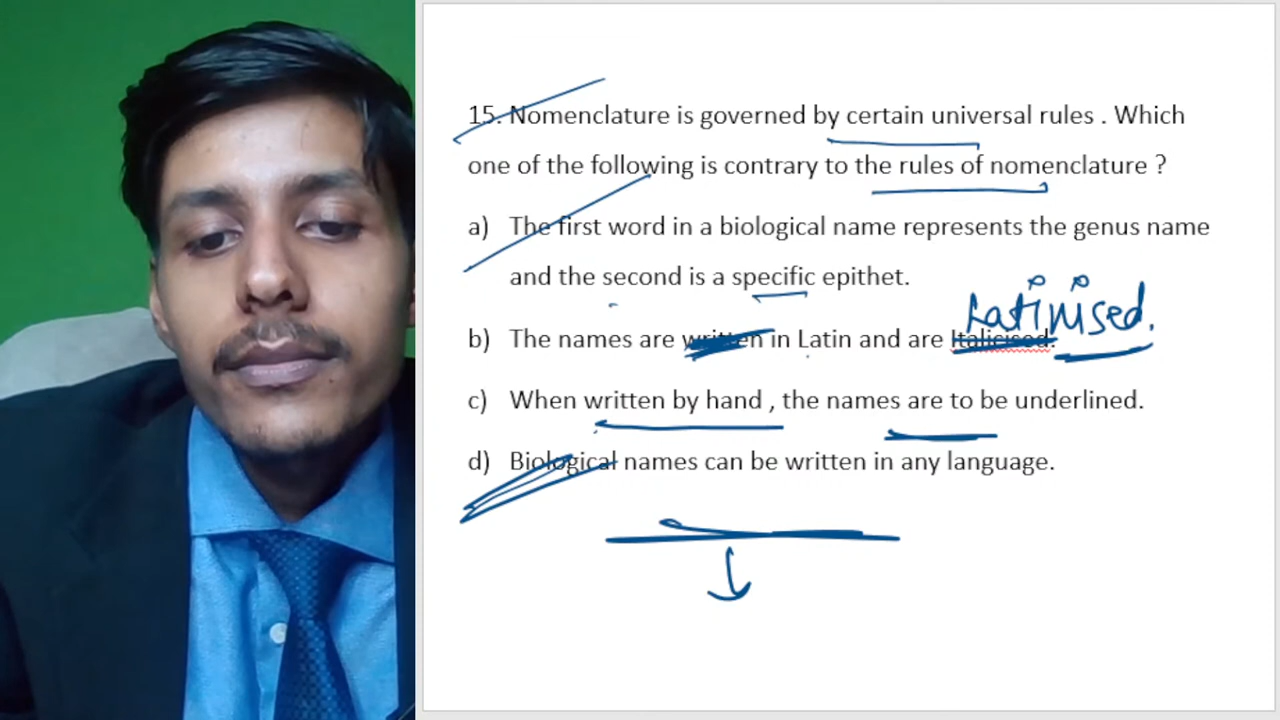 15. Nomenclature is governed by certain universal rules . Which
one of the following is contrary to the rules of nomenclature ?
a) The first word in a biological name represents the genus name
and the second is a specific epithet.
Latinised.
b) The names are written in Latin and are Italicised.
c) When written by hand , the names are to be underlined.
d) Biological names can be written in any language.